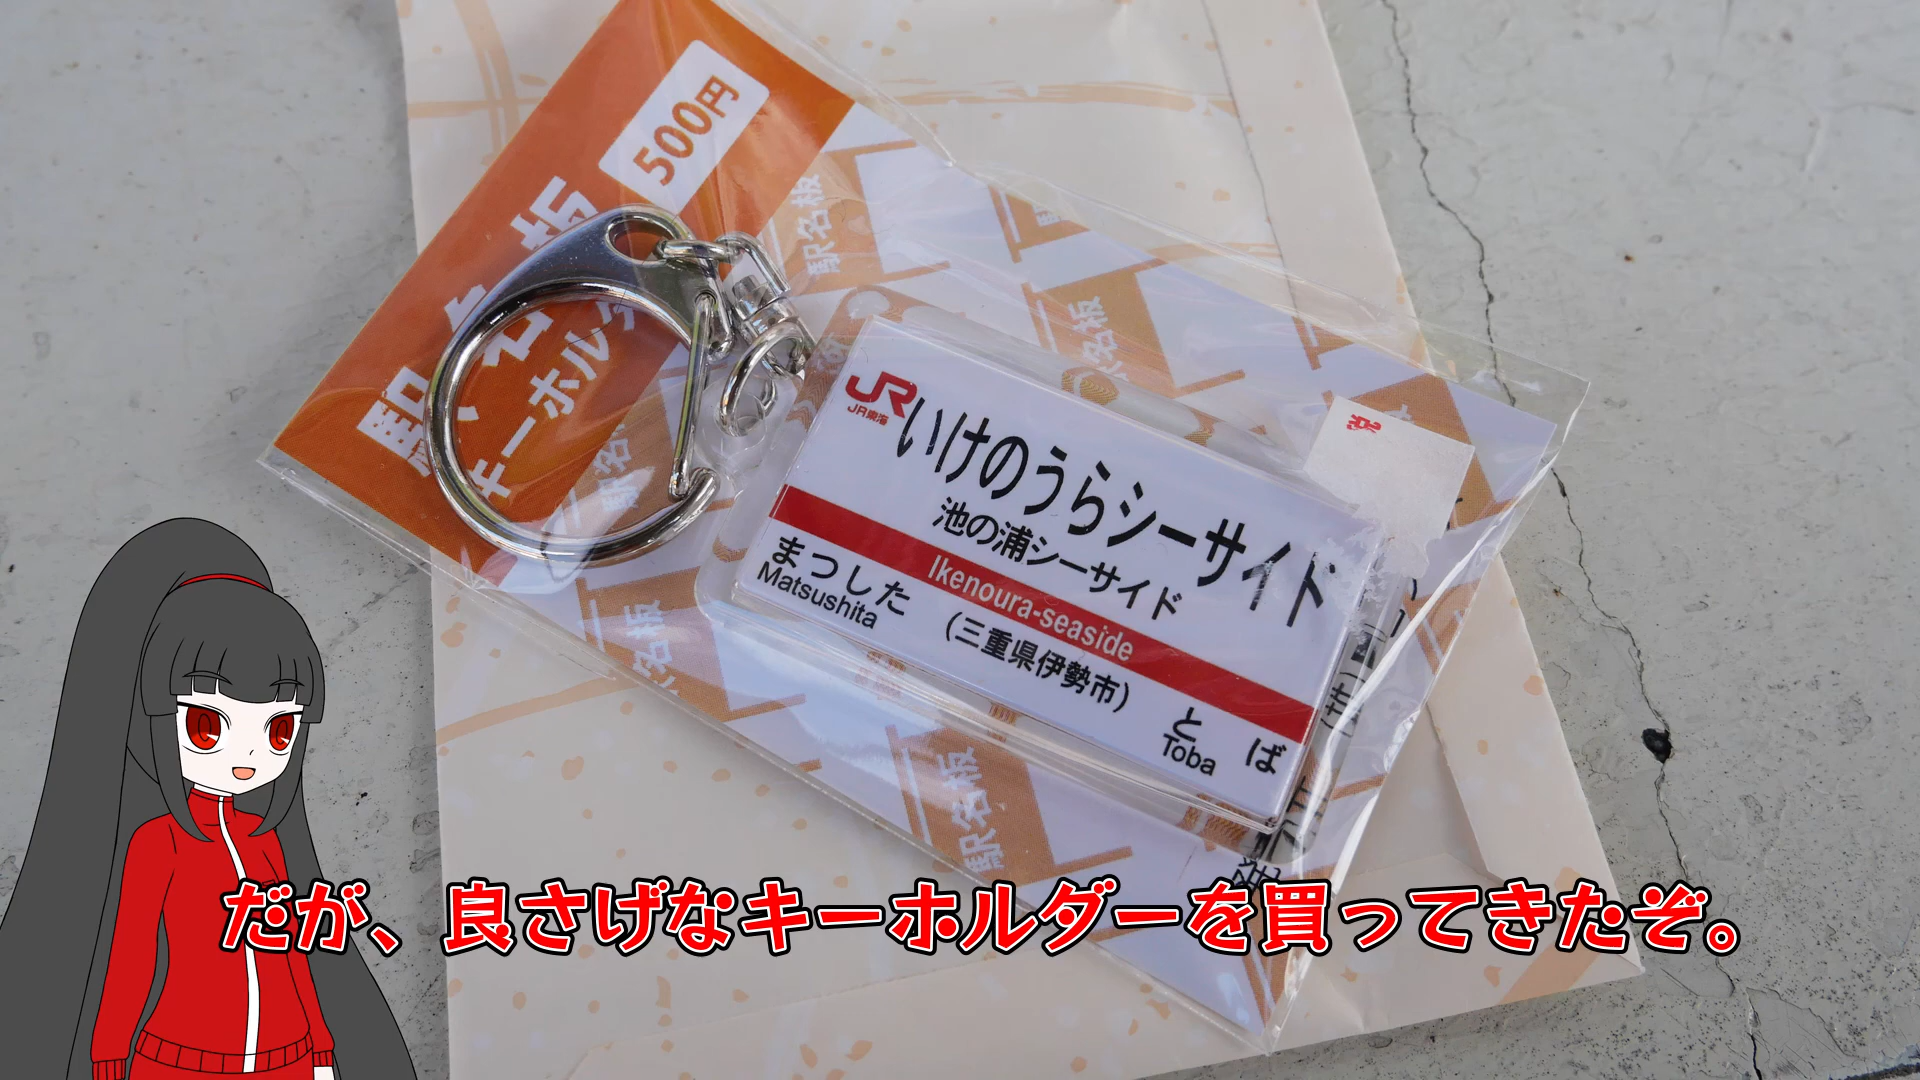 500円
駅名板
キーホルダー
JR東海
いけのうらシーサイド
池の浦シーサイド
Ikenoura-seaside
まつした
Matsushita
(三重県伊勢市)
とば
Toba
駅名板
駅名板
駅名板
駅名板
だが、良さげなキーホルダーを買ってきたぞ。